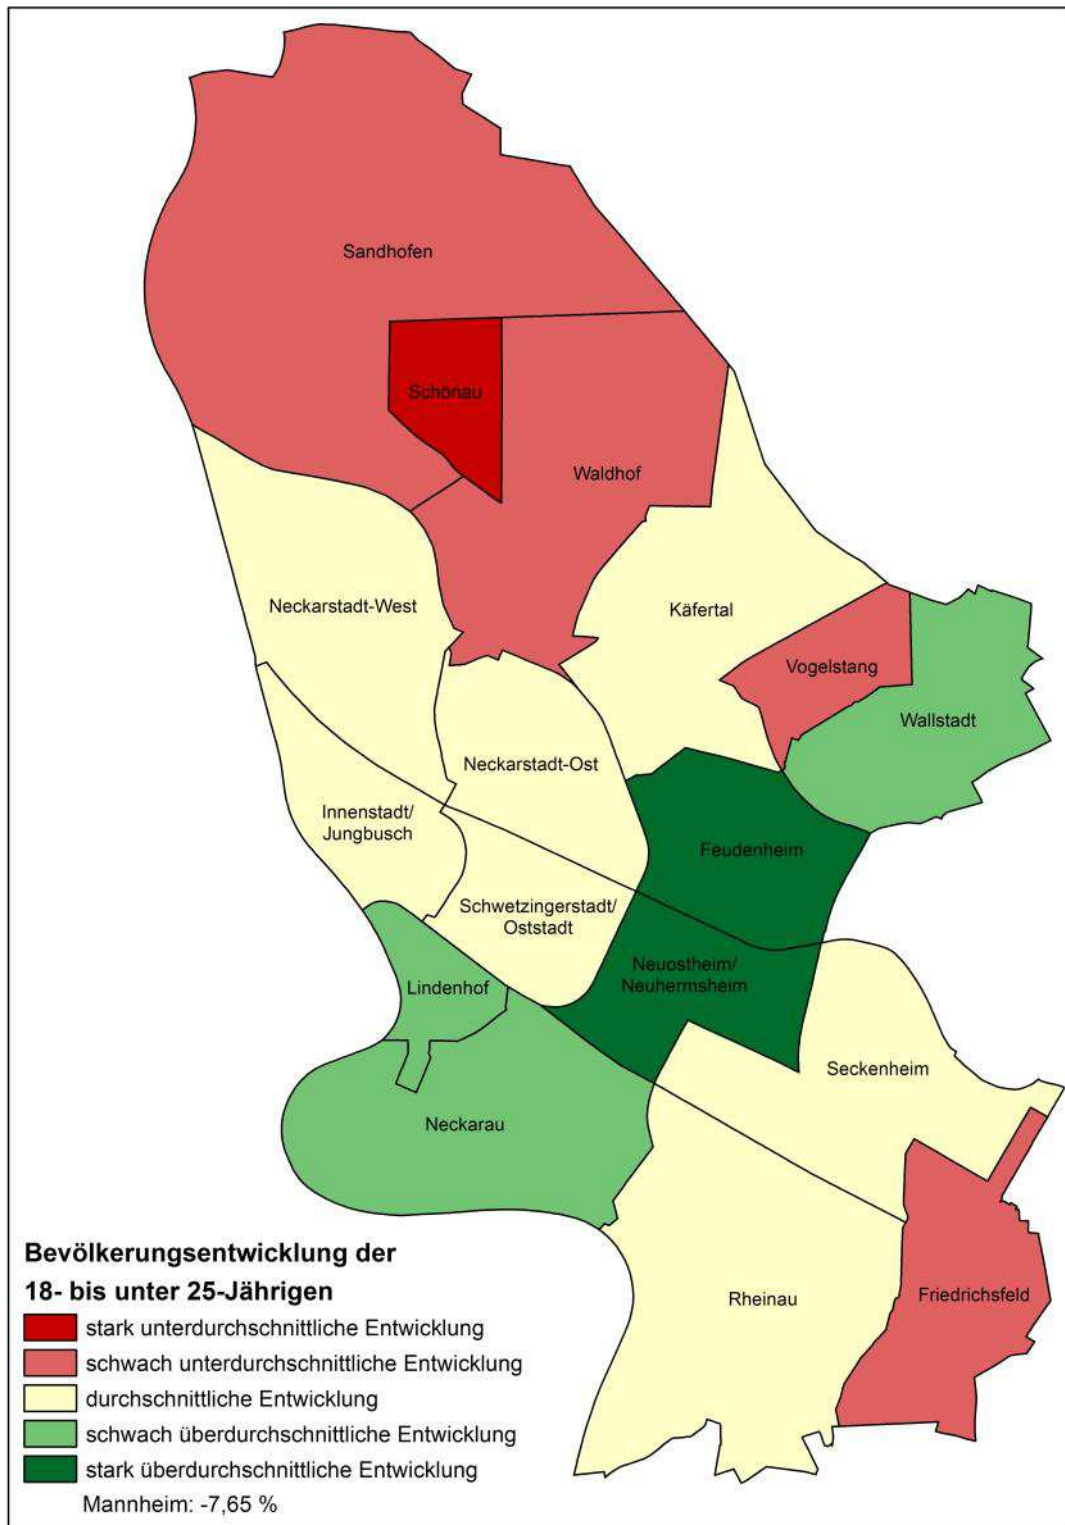 Sandhofen
Schönau
Waldhof
Neckarstadt-West
Käfertal
Vogelstang
Wallstadt
Neckarstadt-Ost
Innenstadt/
Jungbusch
Feudenheim
Schwetzingerstadt/
Oststadt
Neuostheim/
Neuhermsheim
Lindenhof
Seckenheim
Neckarau
Rheinau
Friedrichsfeld
Bevölkerungsentwicklung der
18- bis unter 25-Jährigen
stark unterdurchschnittliche Entwicklung
schwach unterdurchschnittliche Entwicklung
durchschnittliche Entwicklung
schwach überdurchschnittliche Entwicklung
stark überdurchschnittliche Entwicklung
Mannheim: -7,65 %